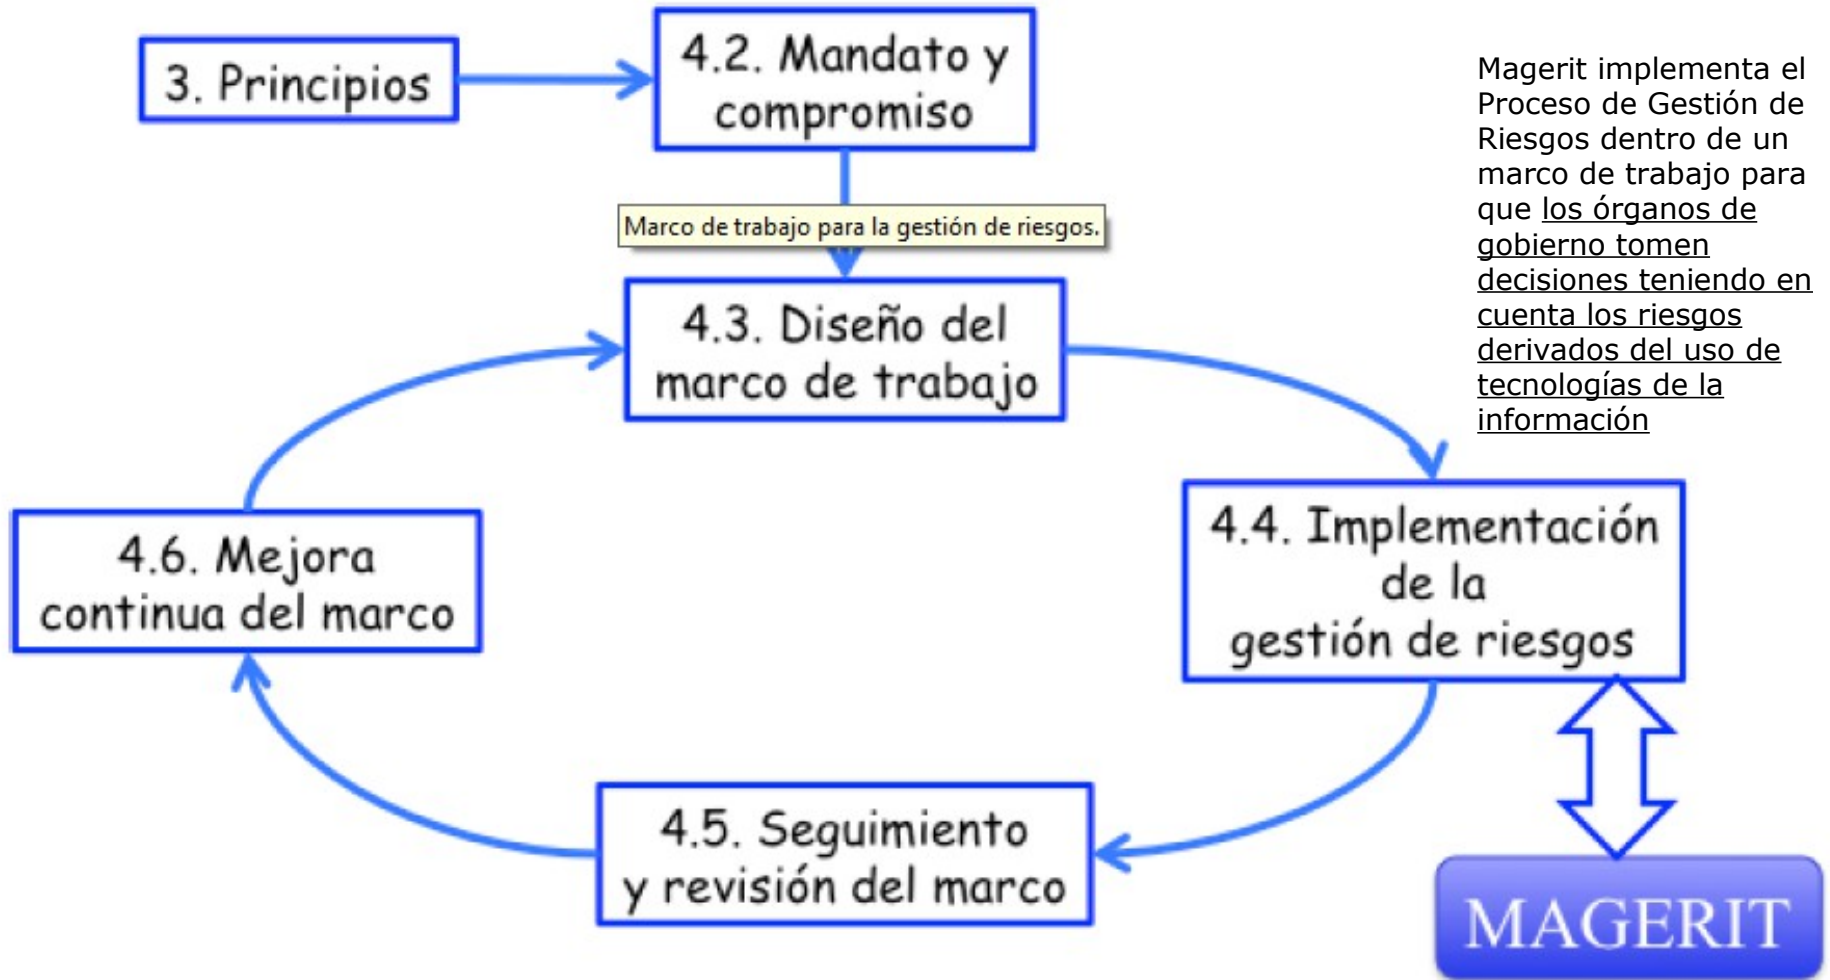 3. Principios
4.2. Mandato y
compromiso
Marco de trabajo para la gestión de riesgos.
4.3. Diseño del
marco de trabajo
4.4. Implementación
de la
gestión de riesgos
4.5. Seguimiento
y revisión del marco
4.6. Mejora
continua del marco
MAGERIT
Magerit implementa el
Proceso de Gestión de
Riesgos dentro de un
marco de trabajo para
que los órganos de
gobierno tomen
decisiones teniendo en
cuenta los riesgos
derivados del uso de
tecnologías de la
información